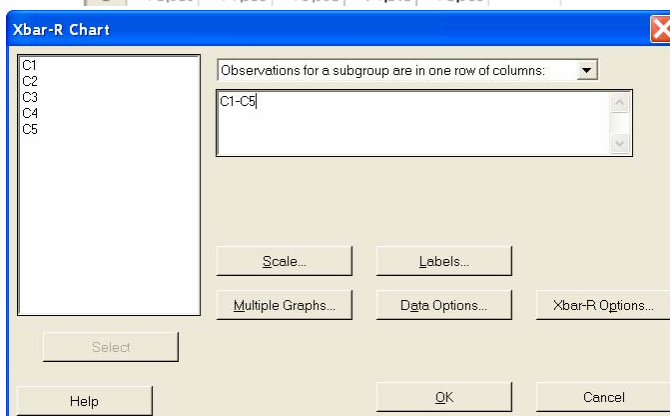 Xbar-R Chart
C1
C2
C3
C4
C5
Observations for a subgroup are in one row of columns:
C1-C5
Scale...
Labels...
Multiple Graphs...
Data Options...
Xbar-R Options...
Select
Help
OK
Cancel